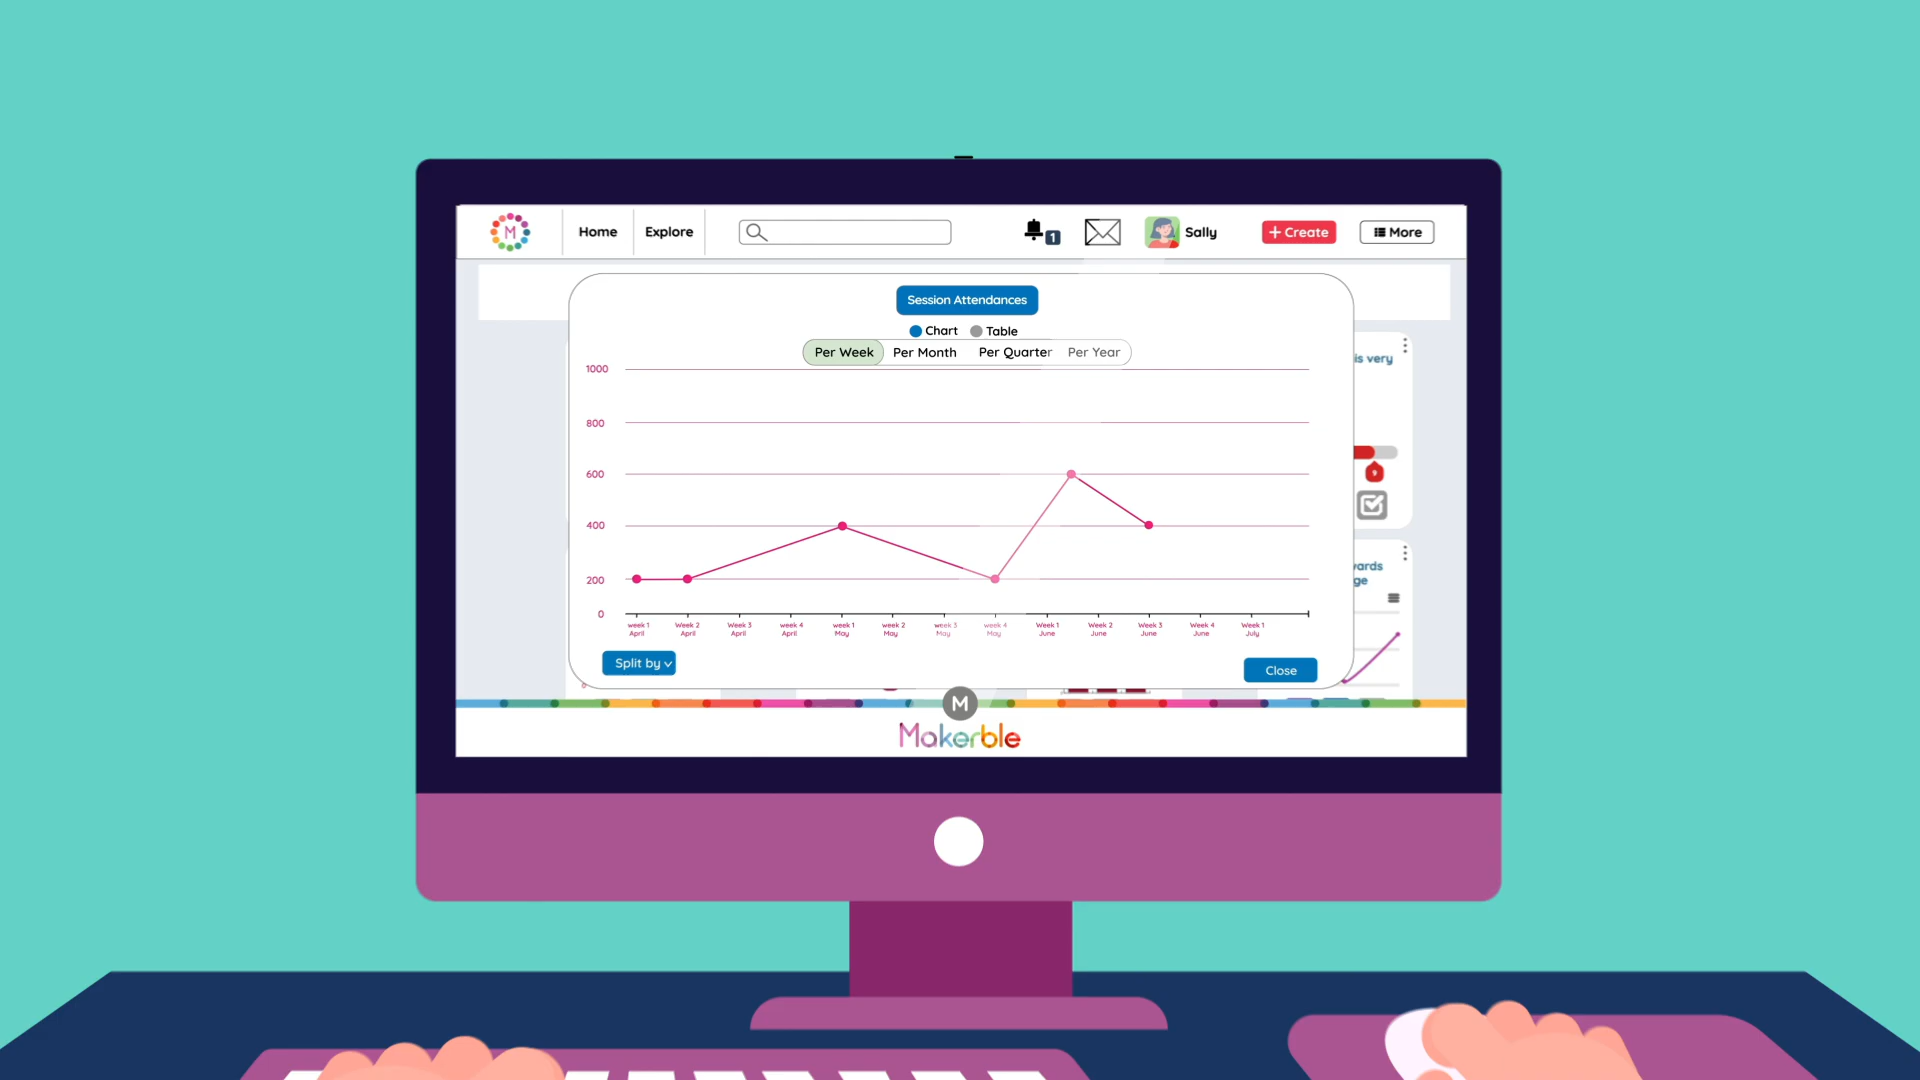 M Home Explore 1 Sally + Create More
Session Attendances
Chart Table
is very
Per Week Per Month Per Quarter Per Year
1000
800
600
9
400
wards
ge
200
0
week 1 Week 2 Week 3 week 4 week 1 week 2 week 3 week 4 Week 1 Week 2 Week 3 Week 4 Week 1
April April April April May May May May June June June June July
Split by
Close
M
Makerble